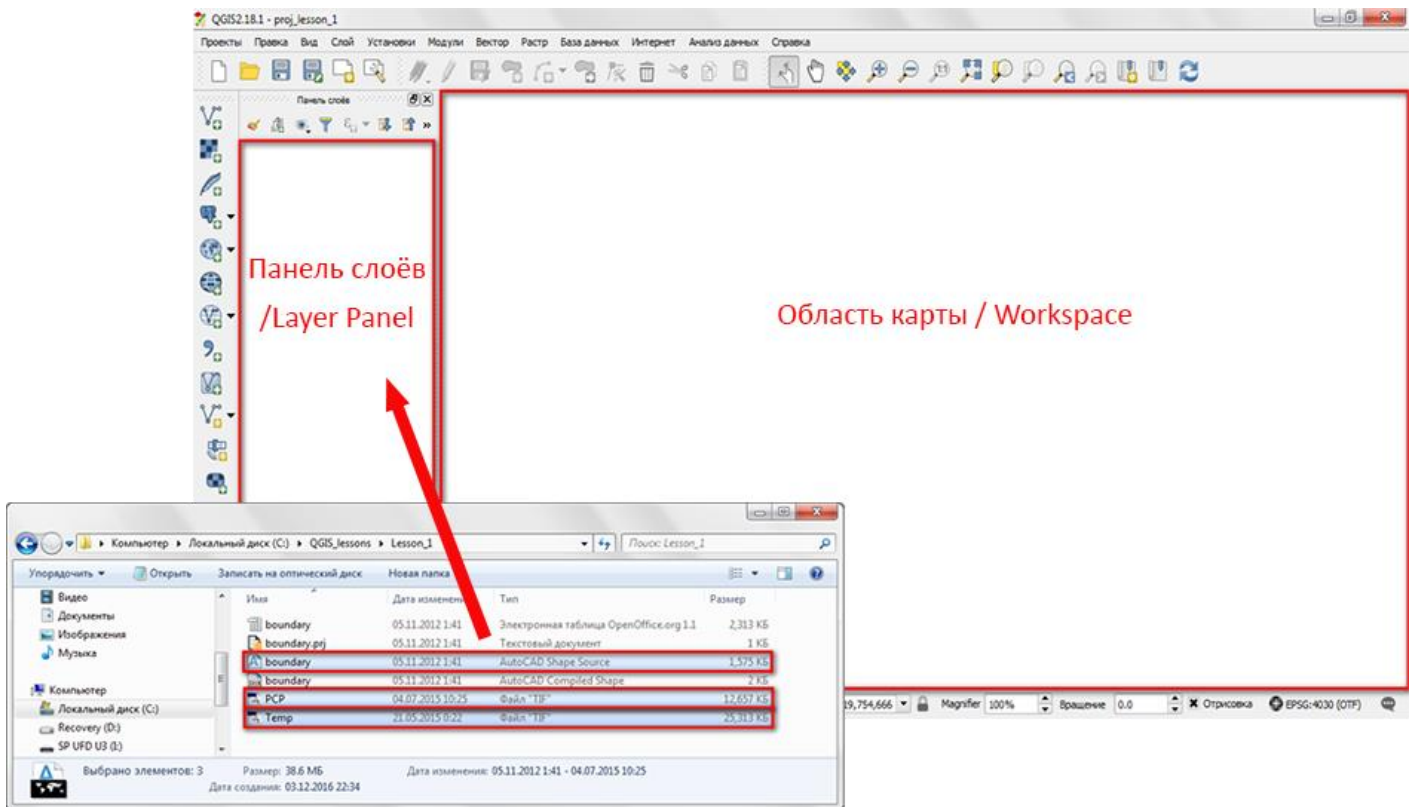 QGIS2.18.1 - proj_lesson_1
Проекты Правка Вид Слой Установки Модули Вектор Растр База данных Интернет Анализ данных Справка
Панель слоёв
Панель слоёв
/Layer Panel
Область карты / Workspace
19,754,666 Magnifier 100% Вращение 0.0 Отрисовка EPSG:4030 (OTF)
Компьютер Локальный диск (C:) QGIS_lessons Lesson_1 Поиск: Lesson_1
Упорядочить Открыть Записать на оптический диск Новая папка
Имя Дата изменения Тип Размер
Видео
Документы
Изображения
Музыка
Компьютер
Локальный диск (C:)
Recovery (D:)
SP UFD U3 (I:)
boundary 05.11.2012 1:41 Электронная таблица OpenOffice.org 1.1 2,313 КБ
boundary.prj 05.11.2012 1:41 Текстовый документ 1 КБ
boundary 05.11.2012 1:41 AutoCAD Shape Source 1,575 КБ
boundary 05.11.2012 1:41 AutoCAD Compiled Shape 2 КБ
PCP 04.07.2015 10:25 Файл "TIF" 12,657 КБ
Temp 21.05.2015 0:22 Файл "TIF" 25,313 КБ
Выбрано элементов: 3 Размер: 38.6 МБ Дата изменения: 05.11.2012 1:41 - 04.07.2015 10:25
Дата создания: 03.12.2016 22:34